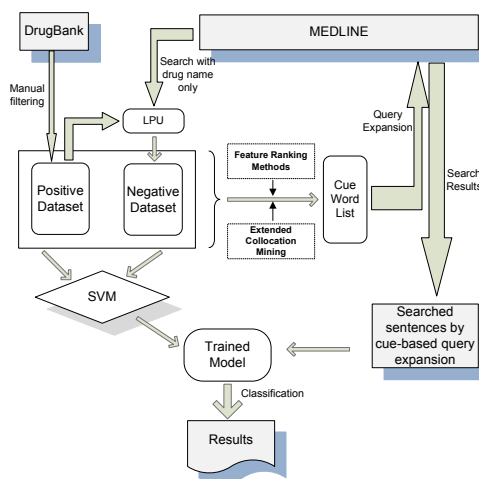 DrugBank
MEDLINE
Manual
filtering
Search with
drug name
only
LPU
Query
Expansion
Feature Ranking
Methods
Positive
Dataset
Negative
Dataset
Cue
Word
List
Search
Results
Extended
Collocation
Mining
SVM
Searched
sentences by
cue-based query
expansion
Trained
Model
Classification
Results